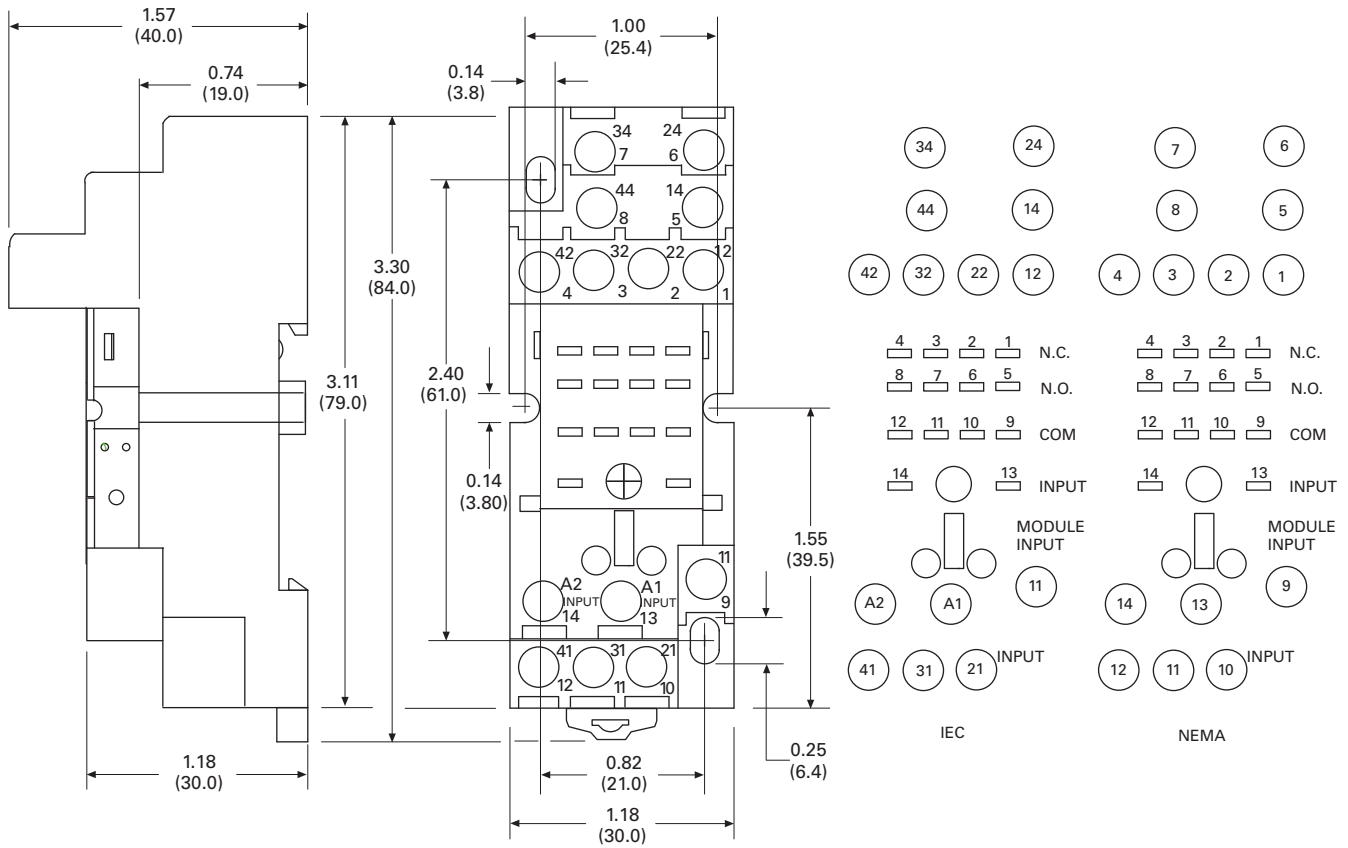 1.57
(40.0)
0.74
(19.0)
3.11
(79.0)
3.30
(84.0)
1.18
(30.0)
1.00
(25.4)
0.14
(3.8)
34 24
7 6
44 14
8 5
42 32 22 12
4 3 2 1
2.40
(61.0)
0.14
(3.80)
1.55
(39.5)
11
9
A2 A1
INPUT INPUT
14 13
41 31 21
12 11 10
0.25
(6.4)
0.82
(21.0)
1.18
(30.0)
34 24
44 14
42 32 22 12
4 3 2 1 N.C.
8 7 6 5 N.O.
12 11 10 9 COM
14 13 INPUT
MODULE
INPUT
11
A2 A1
41 31 21 INPUT
IEC
7 6
8 5
4 3 2 1
4 3 2 1 N.C.
8 7 6 5 N.O.
12 11 10 9 COM
14 13 INPUT
MODULE
INPUT
9
14 13
12 11 10 INPUT
NEMA